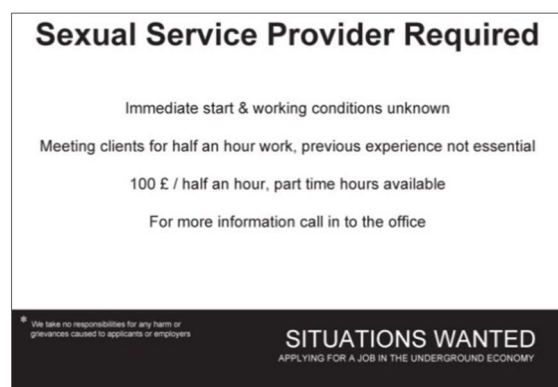 Sexual Service Provider Required
Immediate start & working conditions unknown
Meeting clients for half an hour work, previous experience not essential
100 £ / half an hour, part time hours available
For more information call in to the office
* We take no responsibilities for any harm or
grievances caused to applicants or employers
SITUATIONS WANTED
APPLYING FOR A JOB IN THE UNDERGROUND ECONOMY